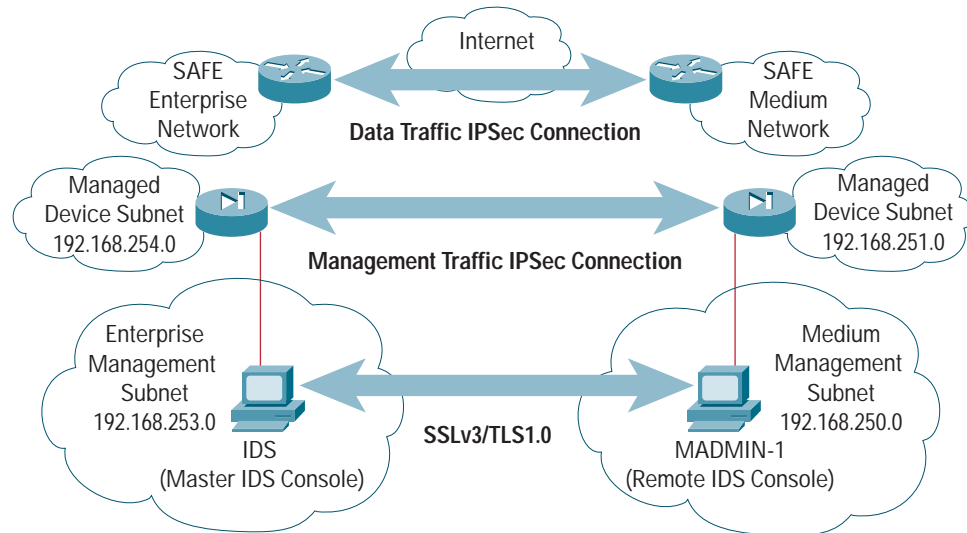 Internet
SAFE
Enterprise
Network
SAFE
Medium
Network
Data Traffic IPSec Connection
Managed
Device Subnet
192.168.254.0
Managed
Device Subnet
192.168.251.0
Management Traffic IPSec Connection
Enterprise
Management
Subnet
192.168.253.0
Medium
Management
Subnet
192.168.250.0
SSLv3/TLS1.0
IDS
(Master IDS Console)
MADMIN-1
(Remote IDS Console)